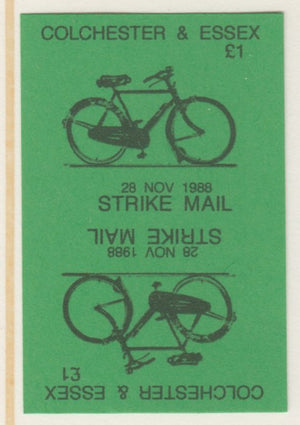 COLCHESTER & ESSEX
£1
28 NOV 1988
STRIKE MAIL
STRIKE MAIL
28 NOV 1988
£1
COLCHESTER & ESSEX